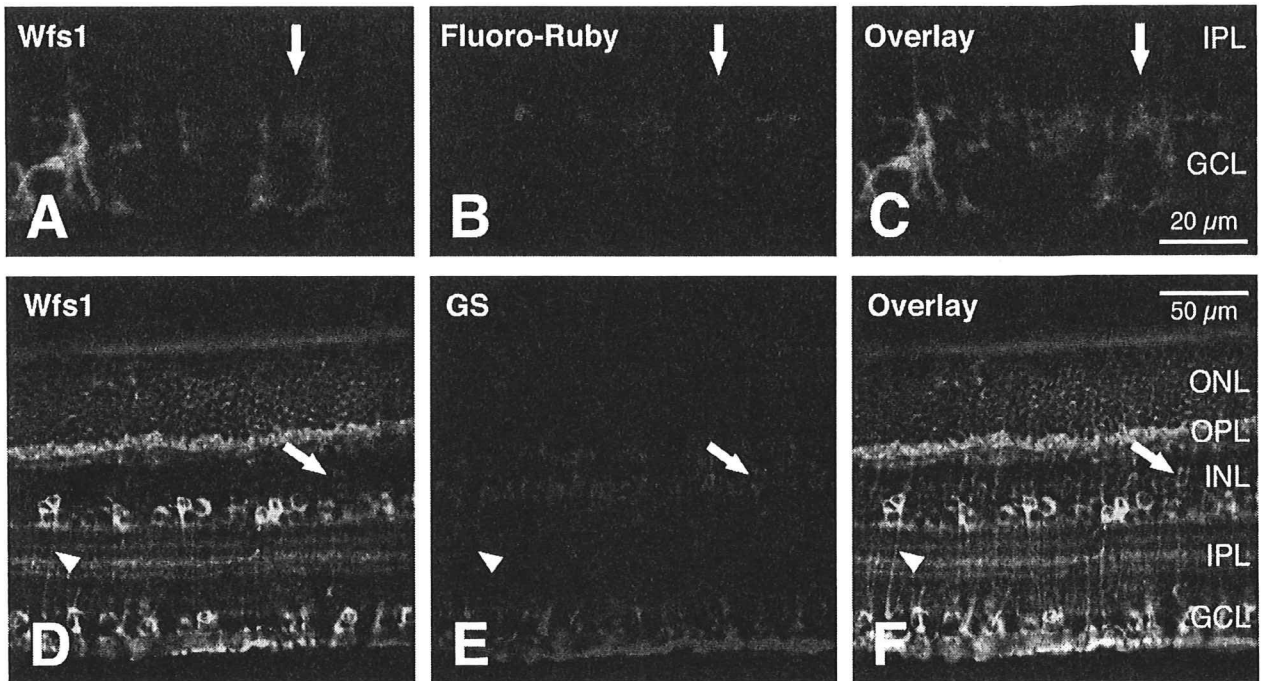 Wfs1
Fluoro-Ruby
Overlay
IPL
GCL
20 µm
A
B
C
Wfs1
GS
Overlay
50 µm
ONL
OPL
INL
IPL
GCL
D
E
F